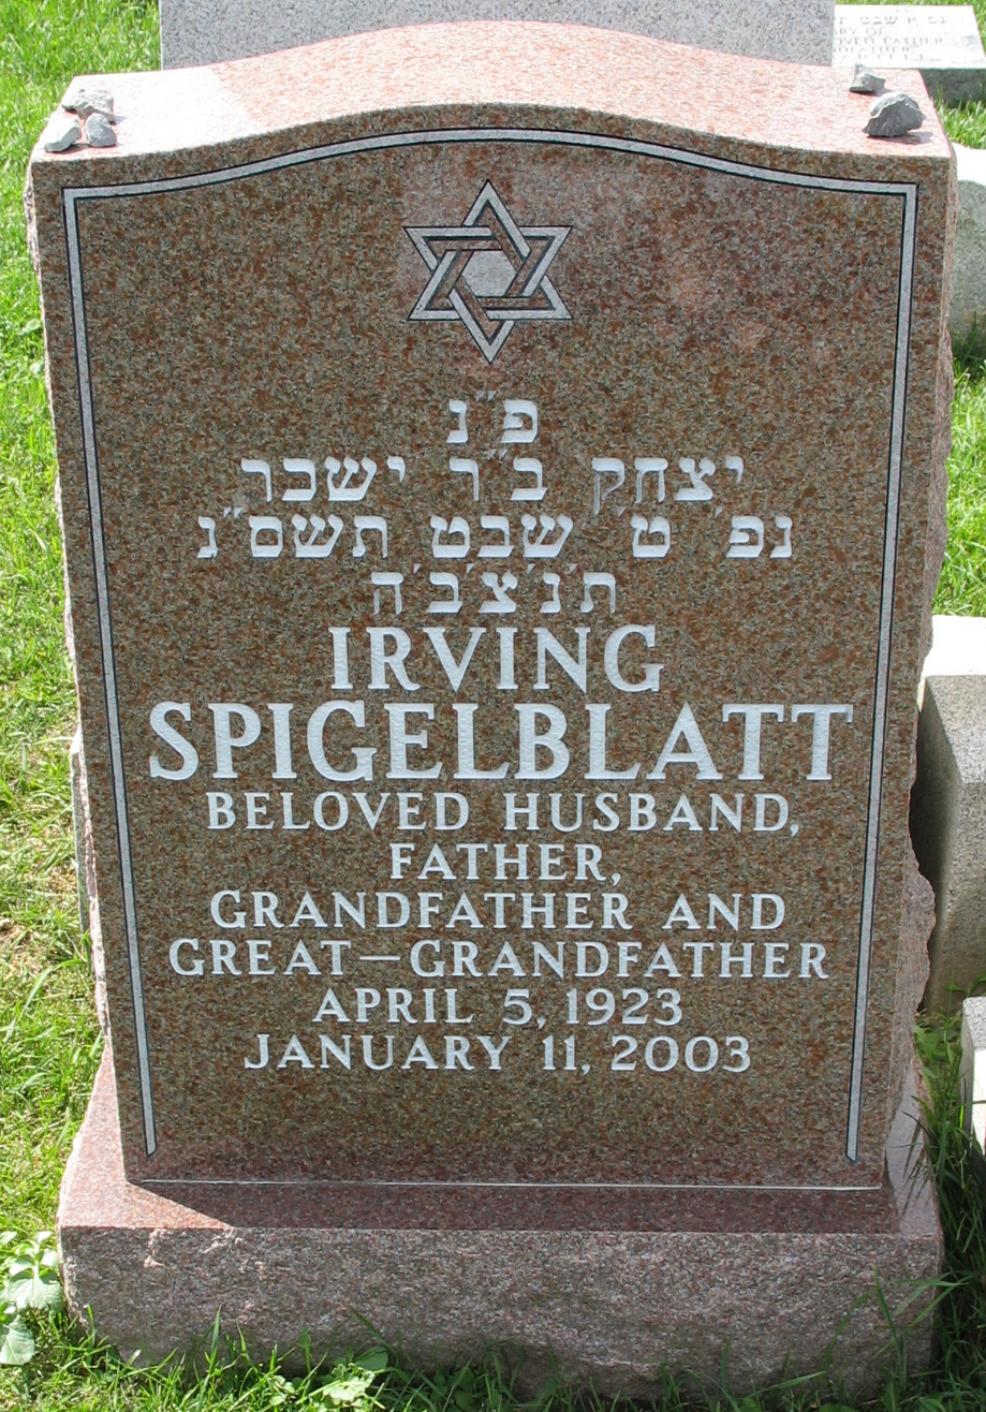 פ"נ
יצחק ב"ר ישכר
נפ' ט' שבט תשס"ג
ת'נ'צ'ב'ה
IRVING
SPIGELBLATT
BELOVED HUSBAND,
FATHER,
GRANDFATHER AND
GREAT–GRANDFATHER
APRIL 5, 1923
JANUARY 11, 2003